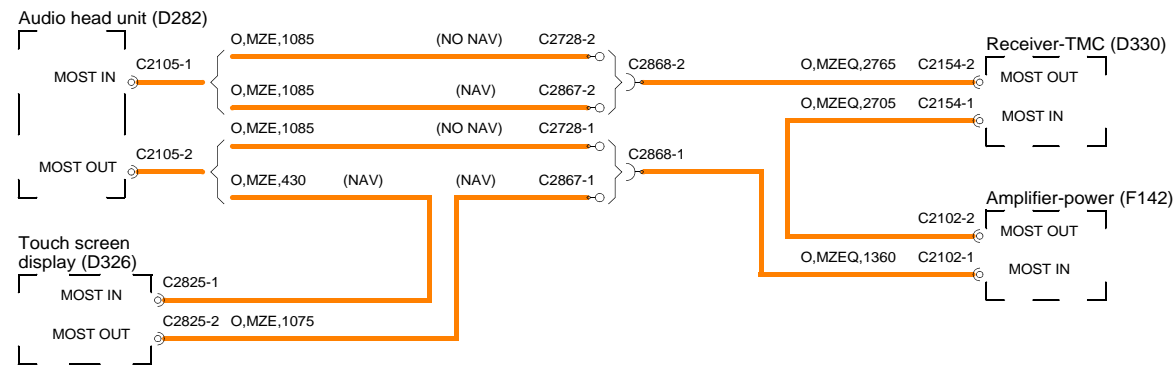 Audio head unit (D282)
O,MZE,1085 (NO NAV) C2728-2
MOST IN C2105-1
C2868-2
O,MZEQ,2765 C2154-2
Receiver-TMC (D330)
MOST OUT
O,MZE,1085 (NAV) C2867-2
O,MZEQ,2705 C2154-1
MOST IN
O,MZE,1085 (NO NAV) C2728-1
MOST OUT C2105-2
C2868-1
O,MZE,430 (NAV) (NAV) C2867-1
Amplifier-power (F142)
C2102-2
MOST OUT
O,MZEQ,1360 C2102-1
MOST IN
Touch screen
display (D326)
MOST IN C2825-1
MOST OUT C2825-2 O,MZE,1075